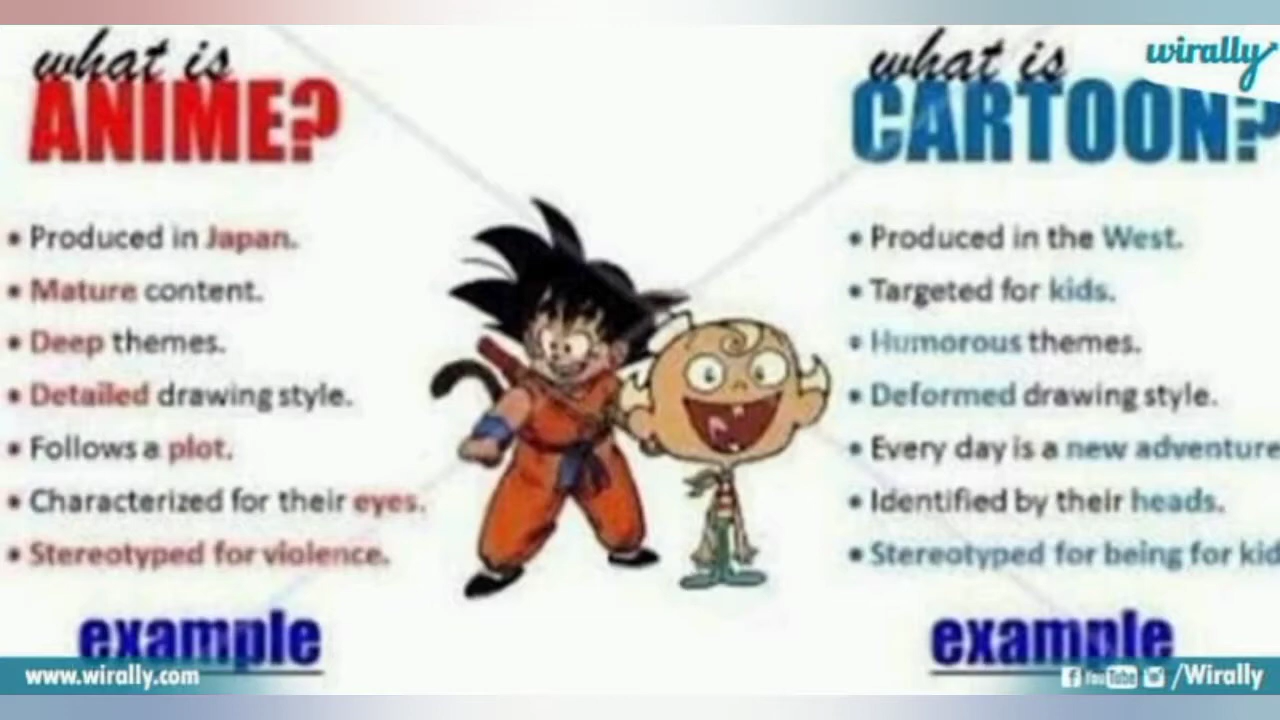 what is
ANIME?
• Produced in Japan.
• Mature content.
• Deep themes.
• Detailed drawing style.
• Follows a plot.
• Characterized for their eyes.
• Stereotyped for violence.
example
what is
CARTOON?
• Produced in the West.
• Targeted for kids.
• Humorous themes.
• Deformed drawing style.
• Every day is a new adventure
• Identified by their heads.
• Stereotyped for being for kid
example
wirally
www.wirally.com
f YouTube /Wirally